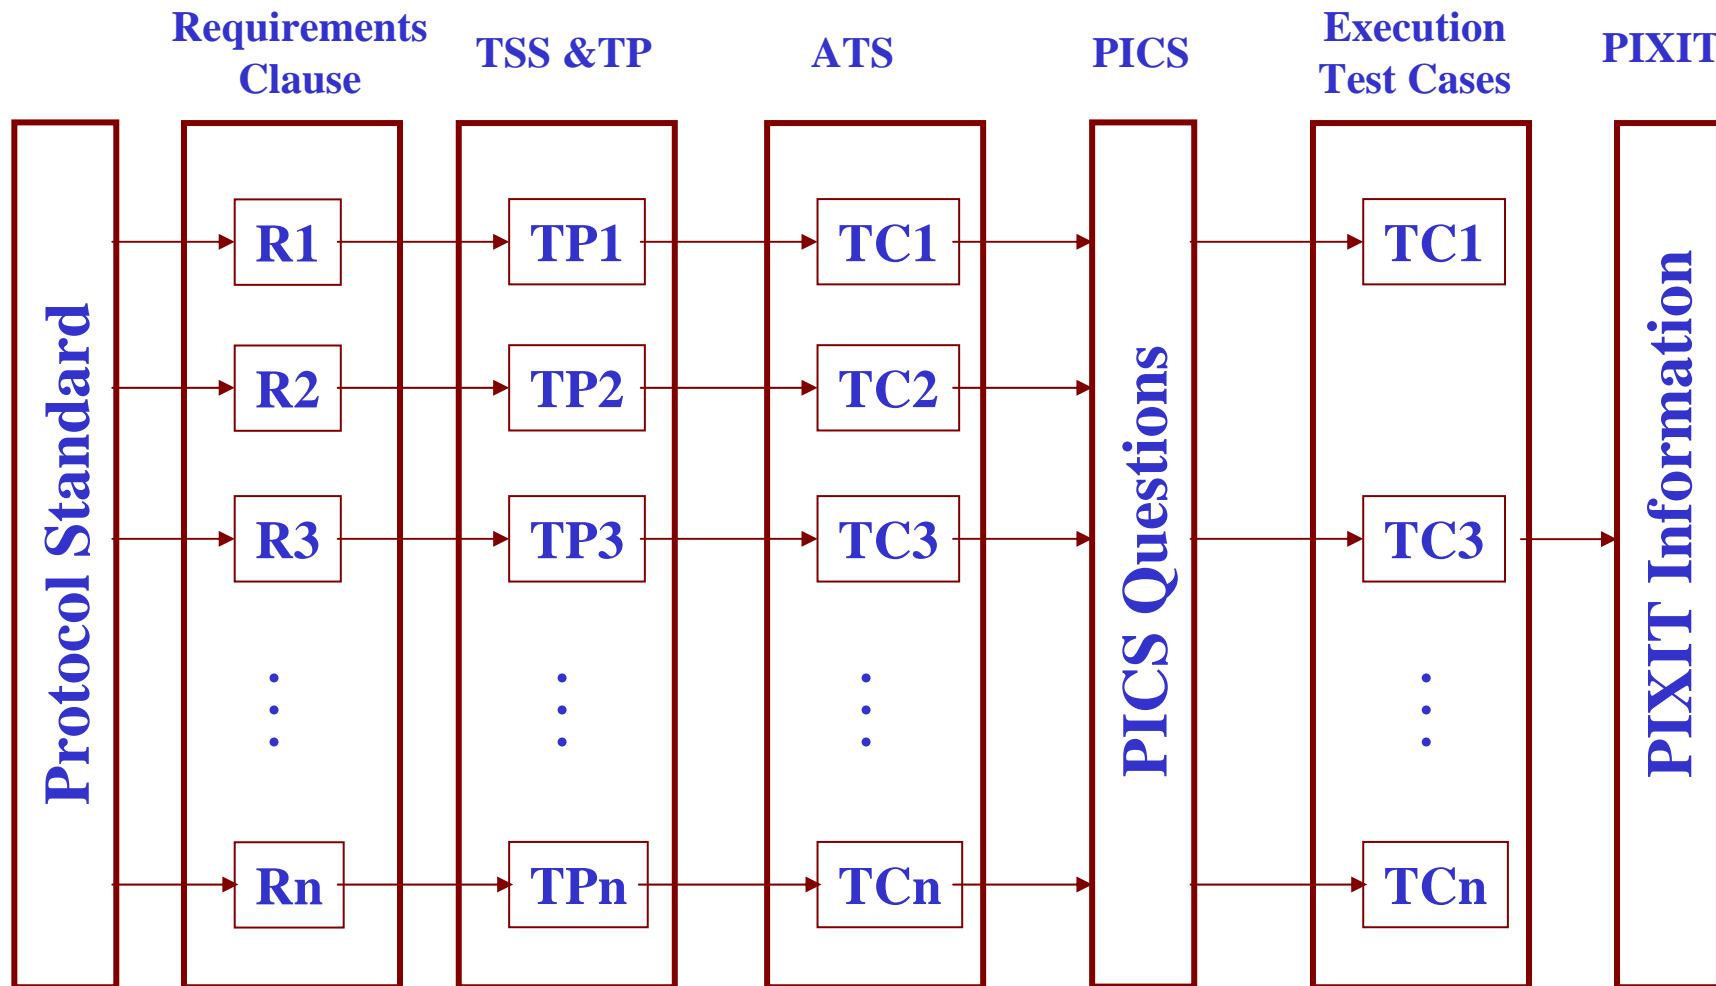 Requirements
Clause
TSS &TP
ATS
PICS
Execution
Test Cases
PIXIT
Protocol Standard
R1
TP1
TC1
TC1
R2
TP2
TC2
R3
TP3
TC3
TC3
Rn
TPn
TCn
TCn
PICS Questions
PIXIT Information